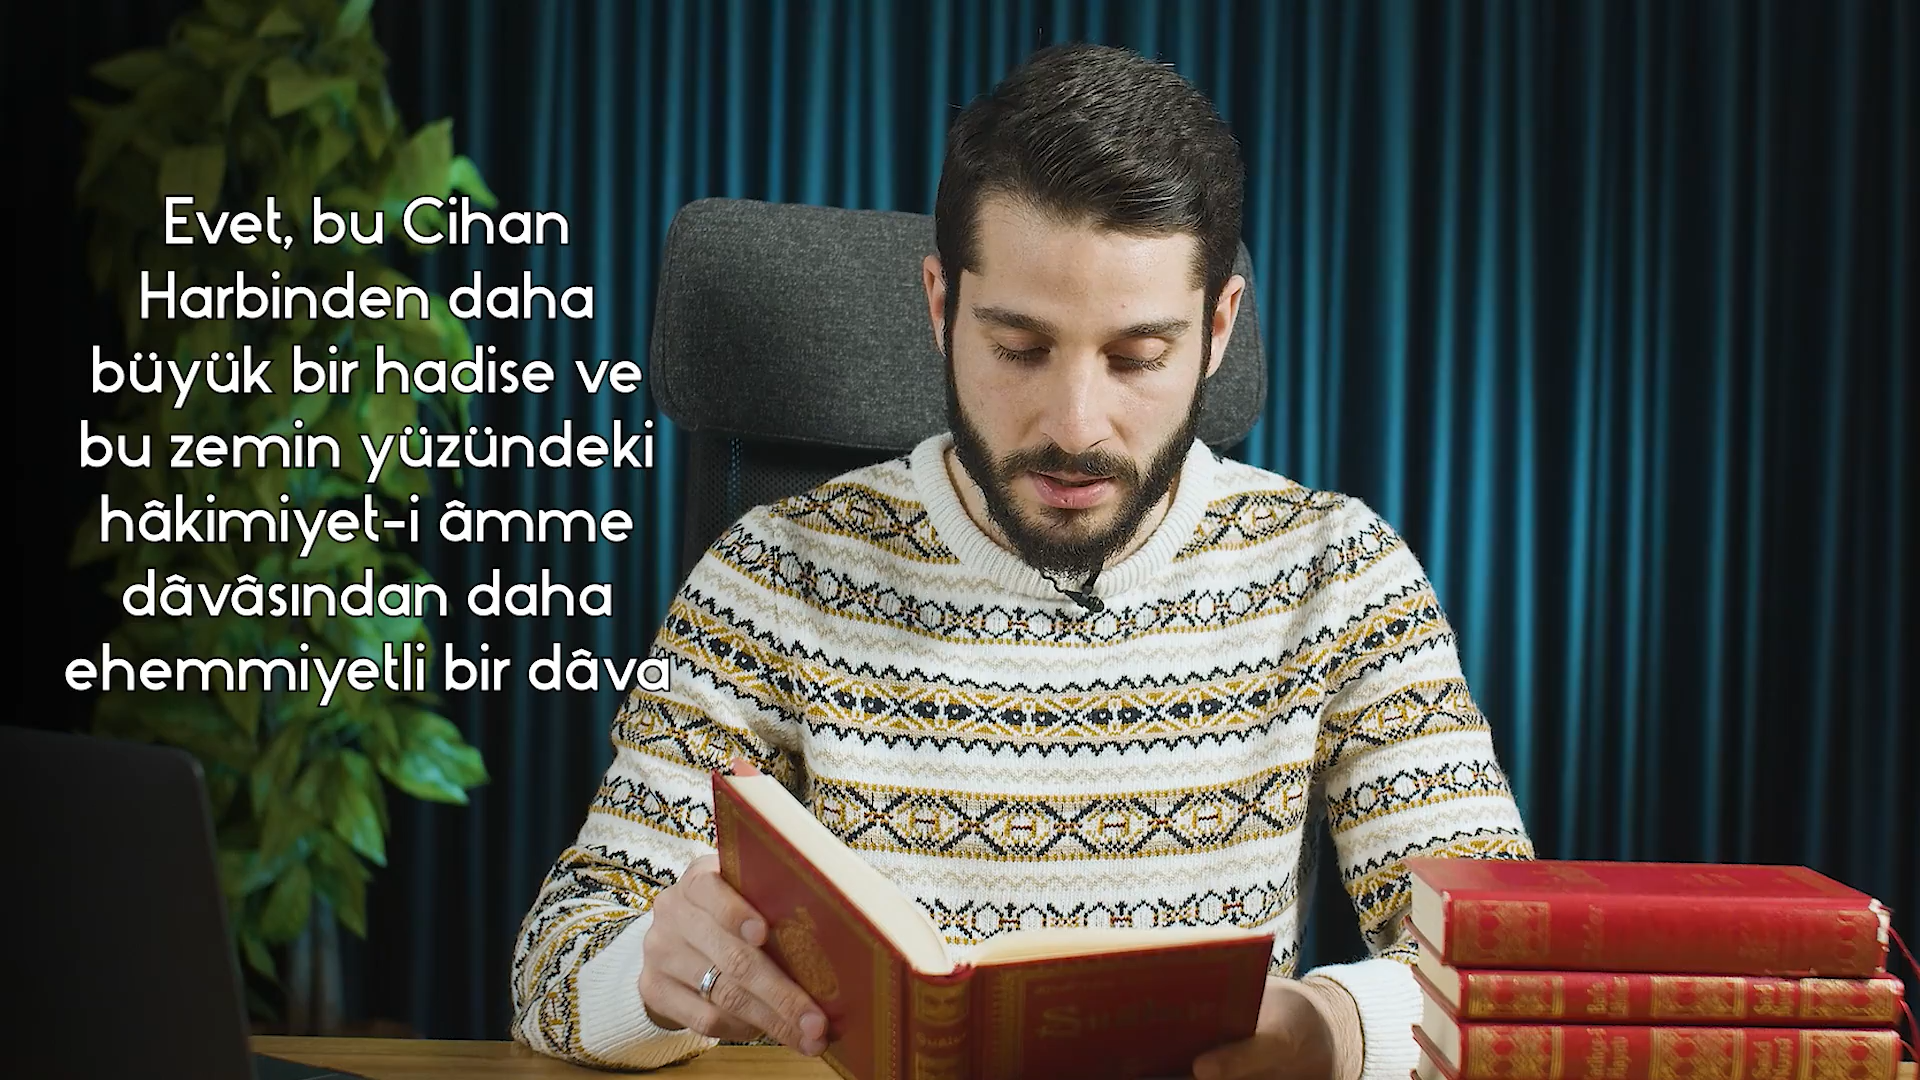 Evet, bu Cihan
Harbinden daha
büyük bir hadise ve
bu zemin yüzündeki
hâkimiyet-i âmme
dâvâsından daha
ehemmiyetli bir dâva